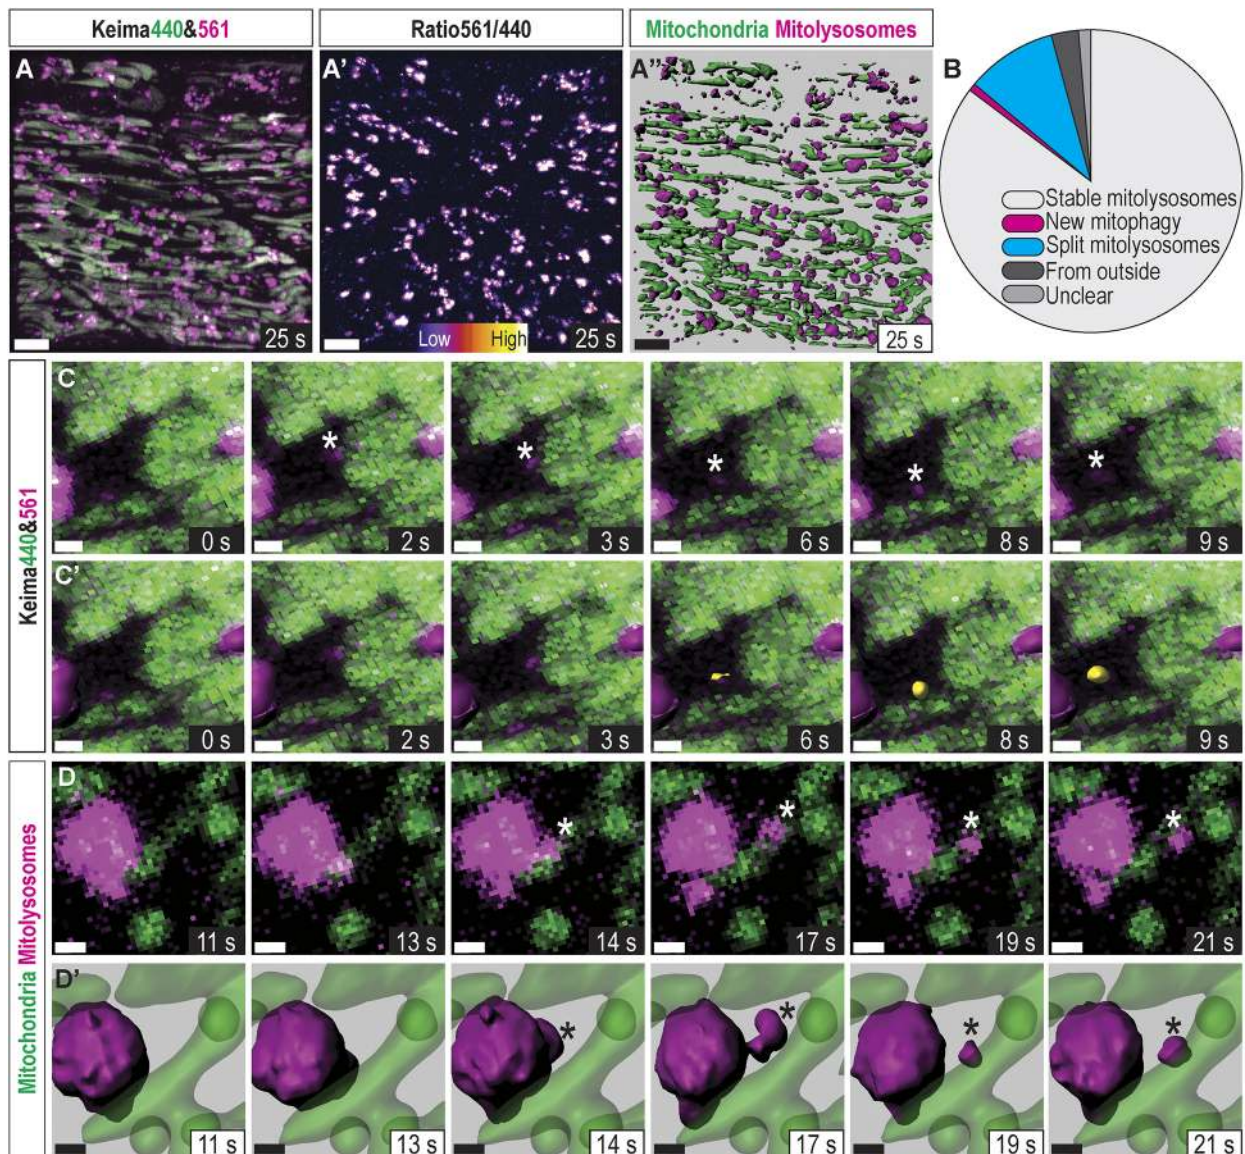 Keima440&561
Ratio561/440
Mitochondria Mitolysosomes
A
25 s
A'
Low
High
25 s
A''
25 s
B
Stable mitolysosomes
New mitophagy
Split mitolysosomes
From outside
Unclear
Keima440&561
C
*
*
*
*
*
0 s
2 s
3 s
6 s
8 s
9 s
C'
0 s
2 s
3 s
6 s
8 s
9 s
Mitochondria Mitolysosomes
D
*
*
*
*
11 s
13 s
14 s
17 s
19 s
21 s
D'
*
*
*
*
11 s
13 s
14 s
17 s
19 s
21 s